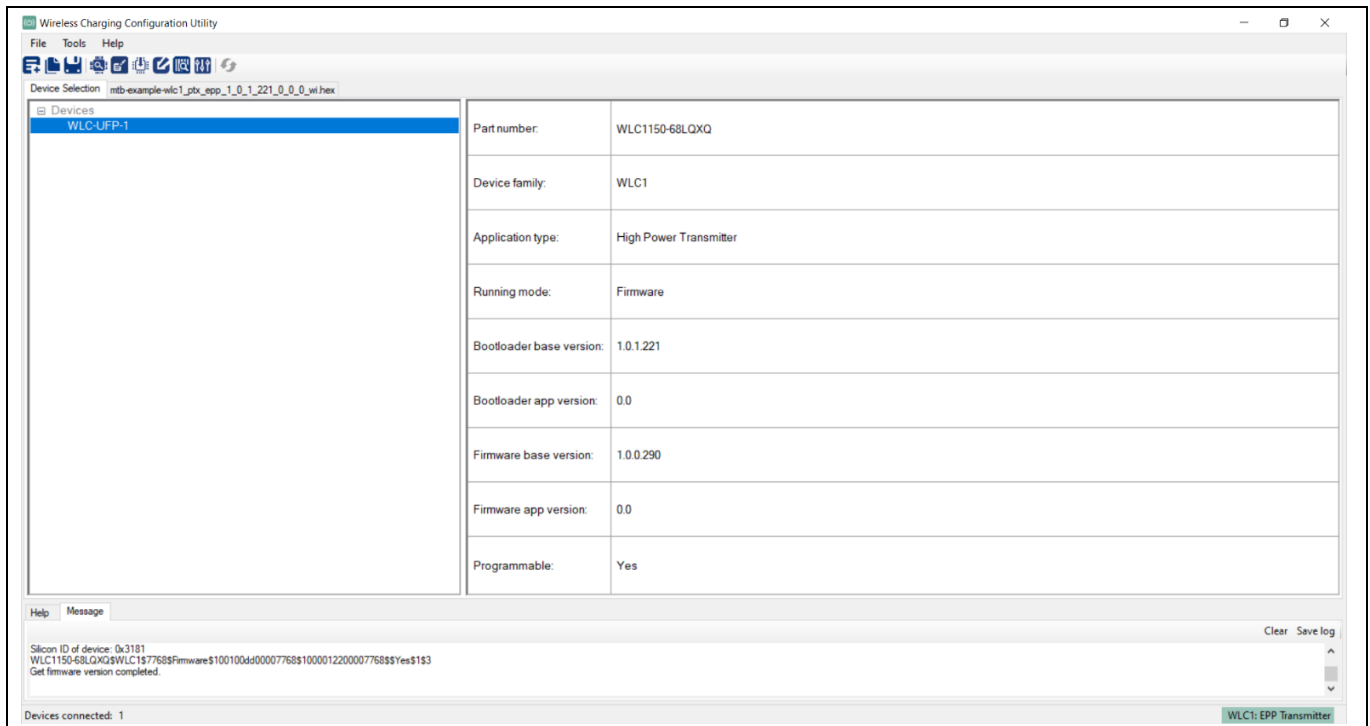 Wireless Charging Configuration Utility
File Tools Help
Device Selection mtb-example-wlc1_ptx_epp_1_0_1_221_0_0_0_wi.hex
Devices
WLC-UFP-1
Part number: WLC1150-68LQXQ
Device family: WLC1
Application type: High Power Transmitter
Running mode: Firmware
Bootloader base version: 1.0.1.221
Bootloader app version: 0.0
Firmware base version: 1.0.0.290
Firmware app version: 0.0
Programmable: Yes
Help Message
Clear Save log
Silicon ID of device: 0x3181
WLC1150-68LQXQ$WLC1$7768$Firmware$100100dd00007768$1000012200007768$$Yes$1$3
Get firmware version completed.
Devices connected: 1
WLC1: EPP Transmitter